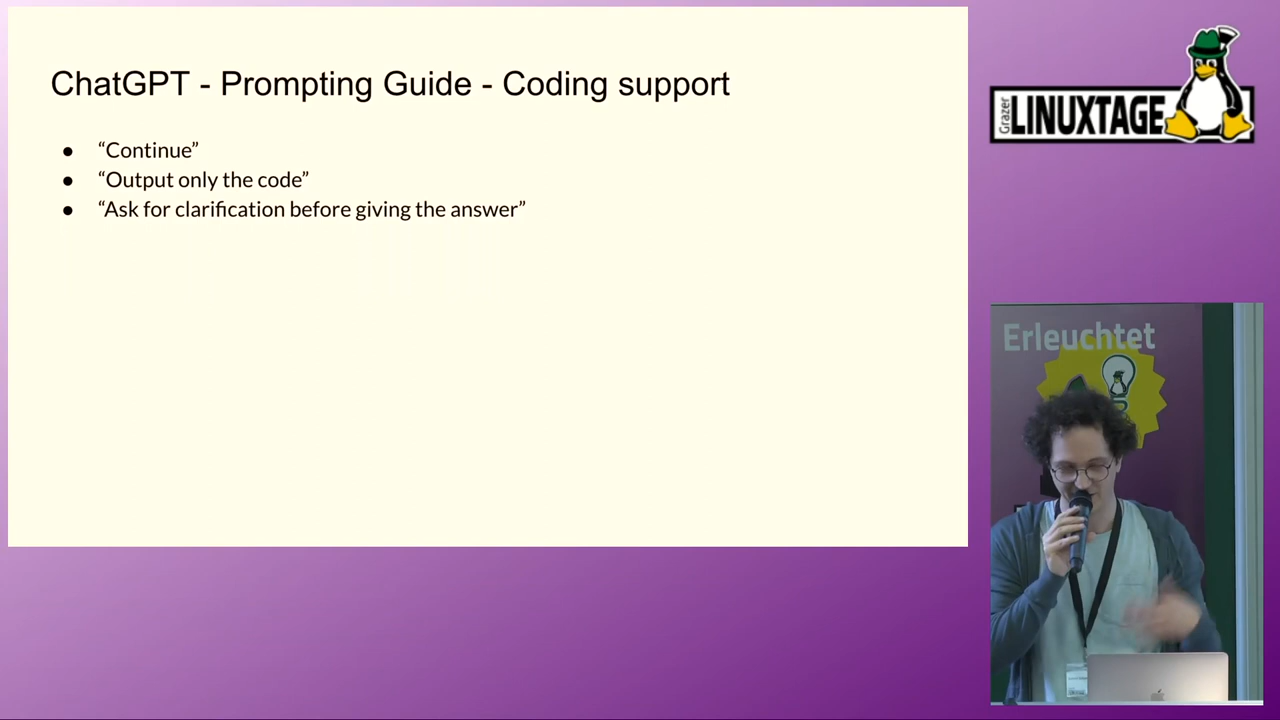 ChatGPT - Prompting Guide - Coding support
● “Continue”
● “Output only the code”
● “Ask for clarification before giving the answer”
Grazer
LINUXTAGE
Erleuchtet